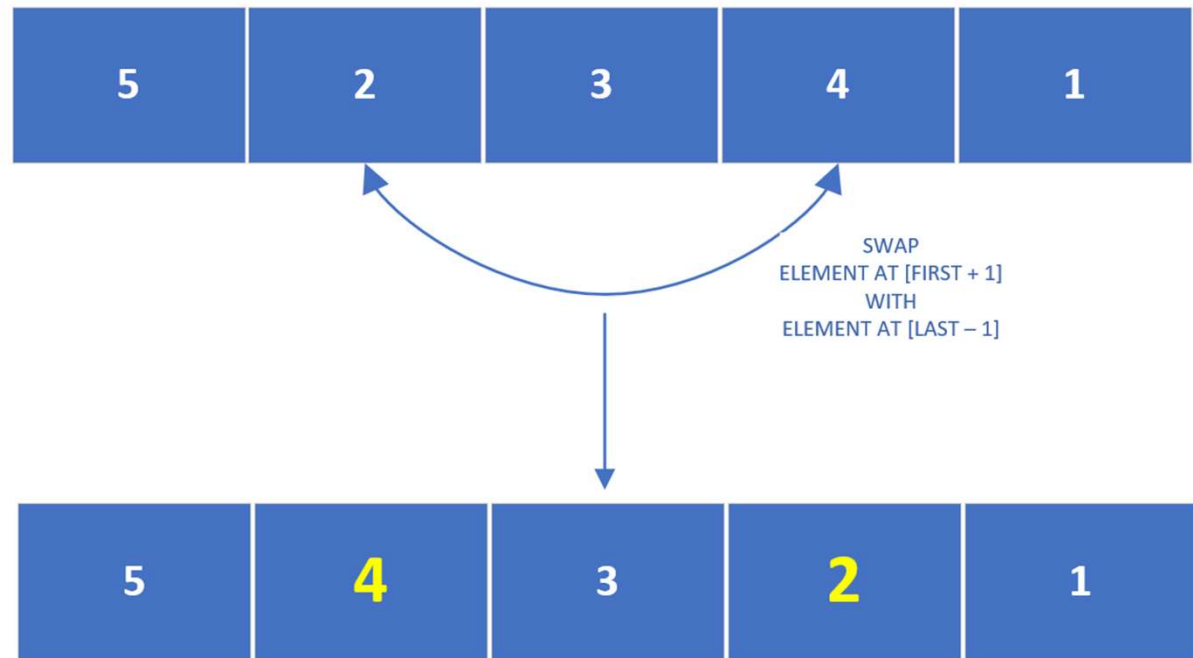 5 2 3 4 1
SWAP
ELEMENT AT [FIRST + 1]
WITH
ELEMENT AT [LAST – 1]
5 4 3 2 1